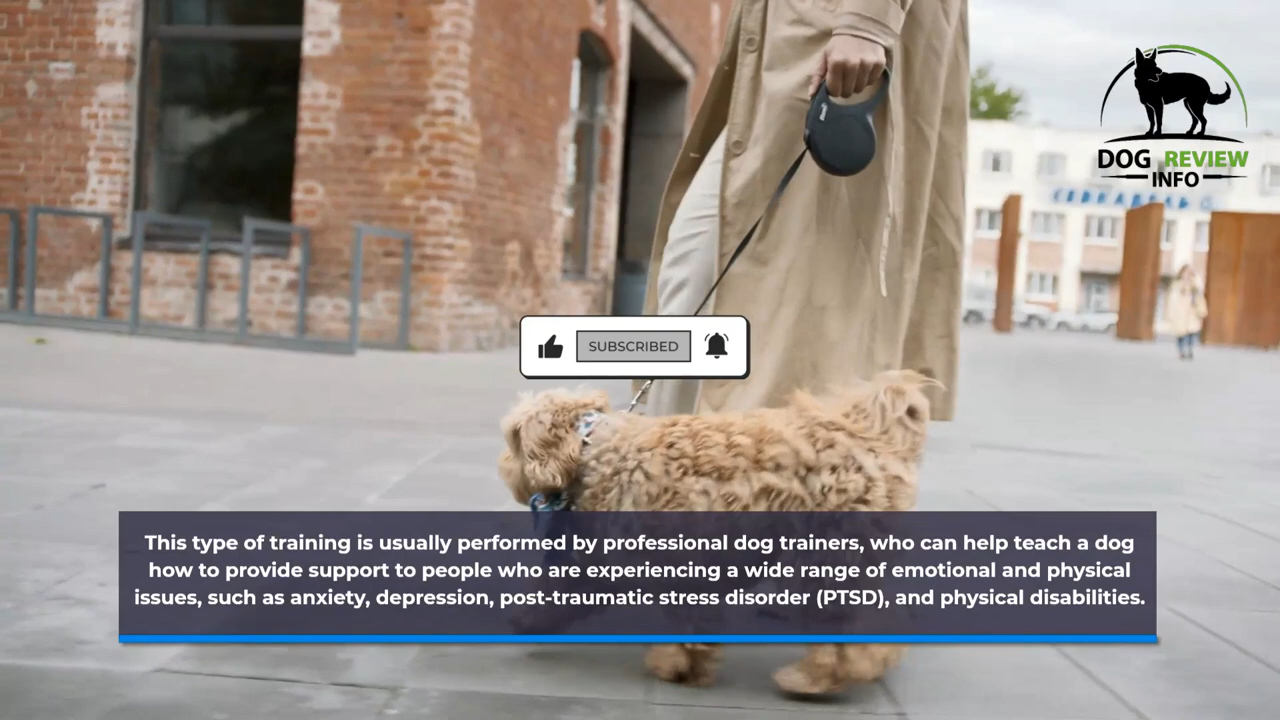 DOG REVIEW
INFO
SUBSCRIBED
This type of training is usually performed by professional dog trainers, who can help teach a dog
how to provide support to people who are experiencing a wide range of emotional and physical
issues, such as anxiety, depression, post-traumatic stress disorder (PTSD), and physical disabilities.